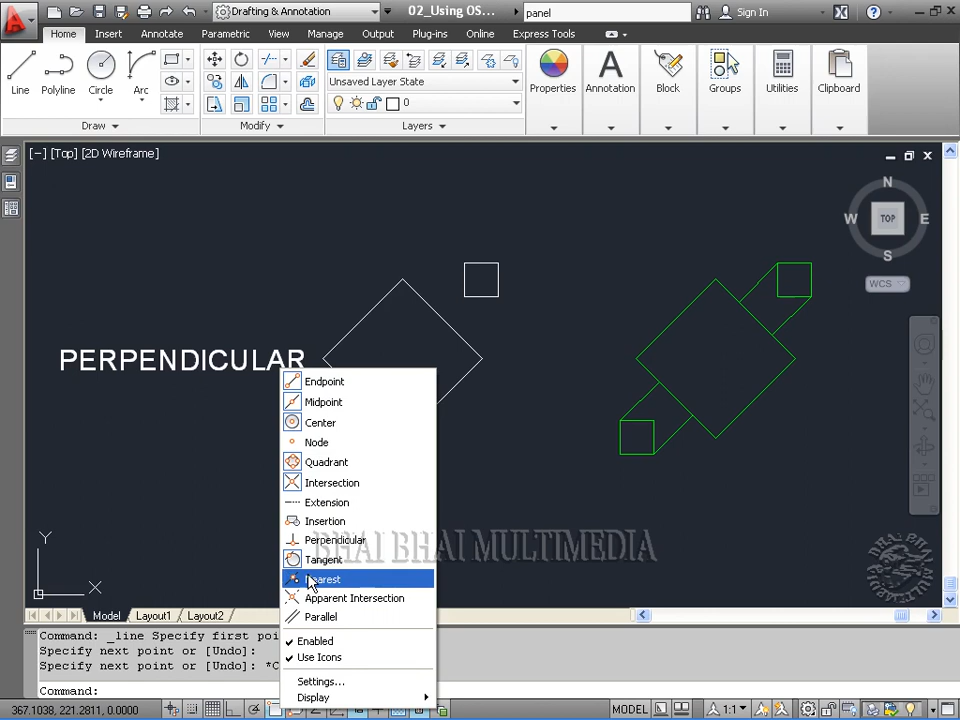 Drafting & Annotation
02_Using OS...
panel
Sign In
Home
Insert
Annotate
Parametric
View
Manage
Output
Plug-ins
Online
Express Tools
Line
Polyline
Circle
Arc
Unsaved Layer State
0
Properties
Annotation
Block
Groups
Utilities
Clipboard
Draw
Modify
Layers
[−] [Top] [2D Wireframe]
N
W
TOP
E
S
WCS
PERPENDICULAR
Endpoint
Midpoint
Center
Node
Quadrant
Intersection
Extension
Insertion
Perpendicular
Tangent
Nearest
Apparent Intersection
Parallel
Enabled
Use Icons
Settings...
Display
BHAI BHAI MULTIMEDIA
Y
X
Model
Layout1
Layout2
Command: _line Specify first poi
Specify next point or [Undo]:
Specify next point or [Undo]: *C
Command:
367.1038, 221.2811, 0.0000
MODEL
1:1